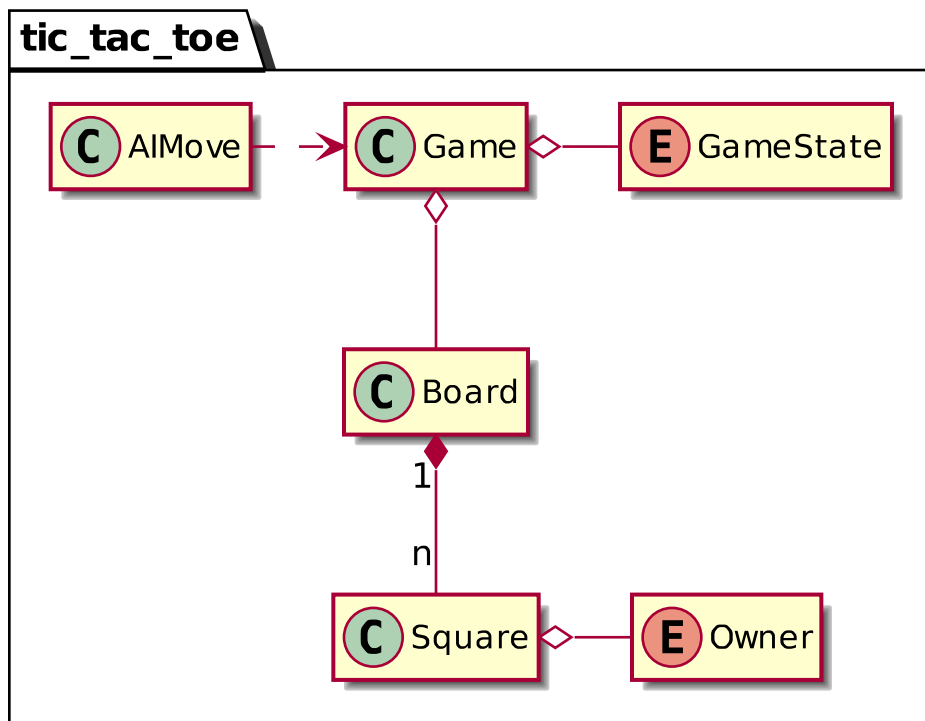 tic_tac_toe
C AIMove
C Game
E GameState
C Board
1
n
C Square
E Owner